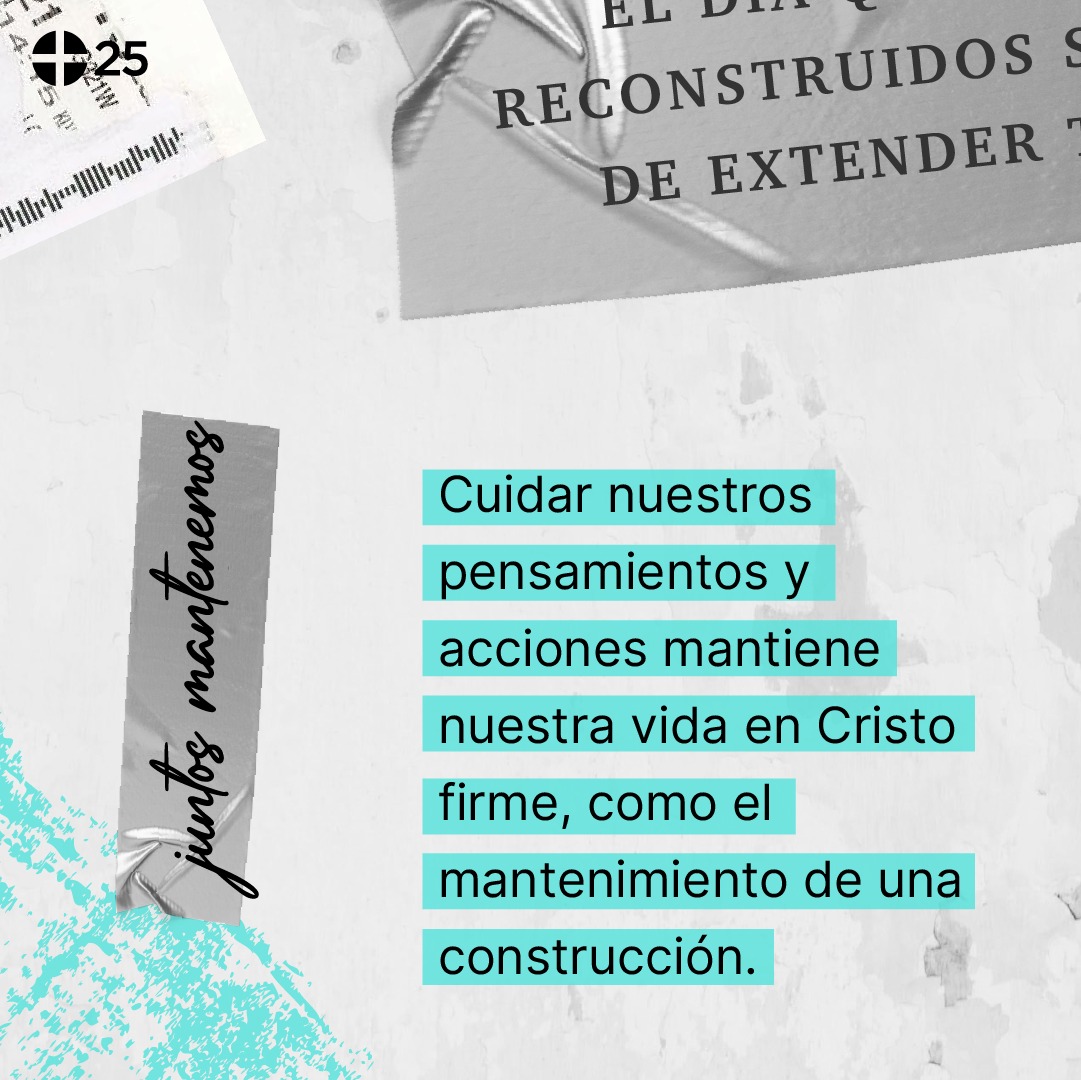 25
EL DÍA
RECONSTRUIDOS
DE EXTENDER
juntos mantenemos
Cuidar nuestros
pensamientos y
acciones mantiene
nuestra vida en Cristo
firme, como el
mantenimiento de una
construcción.